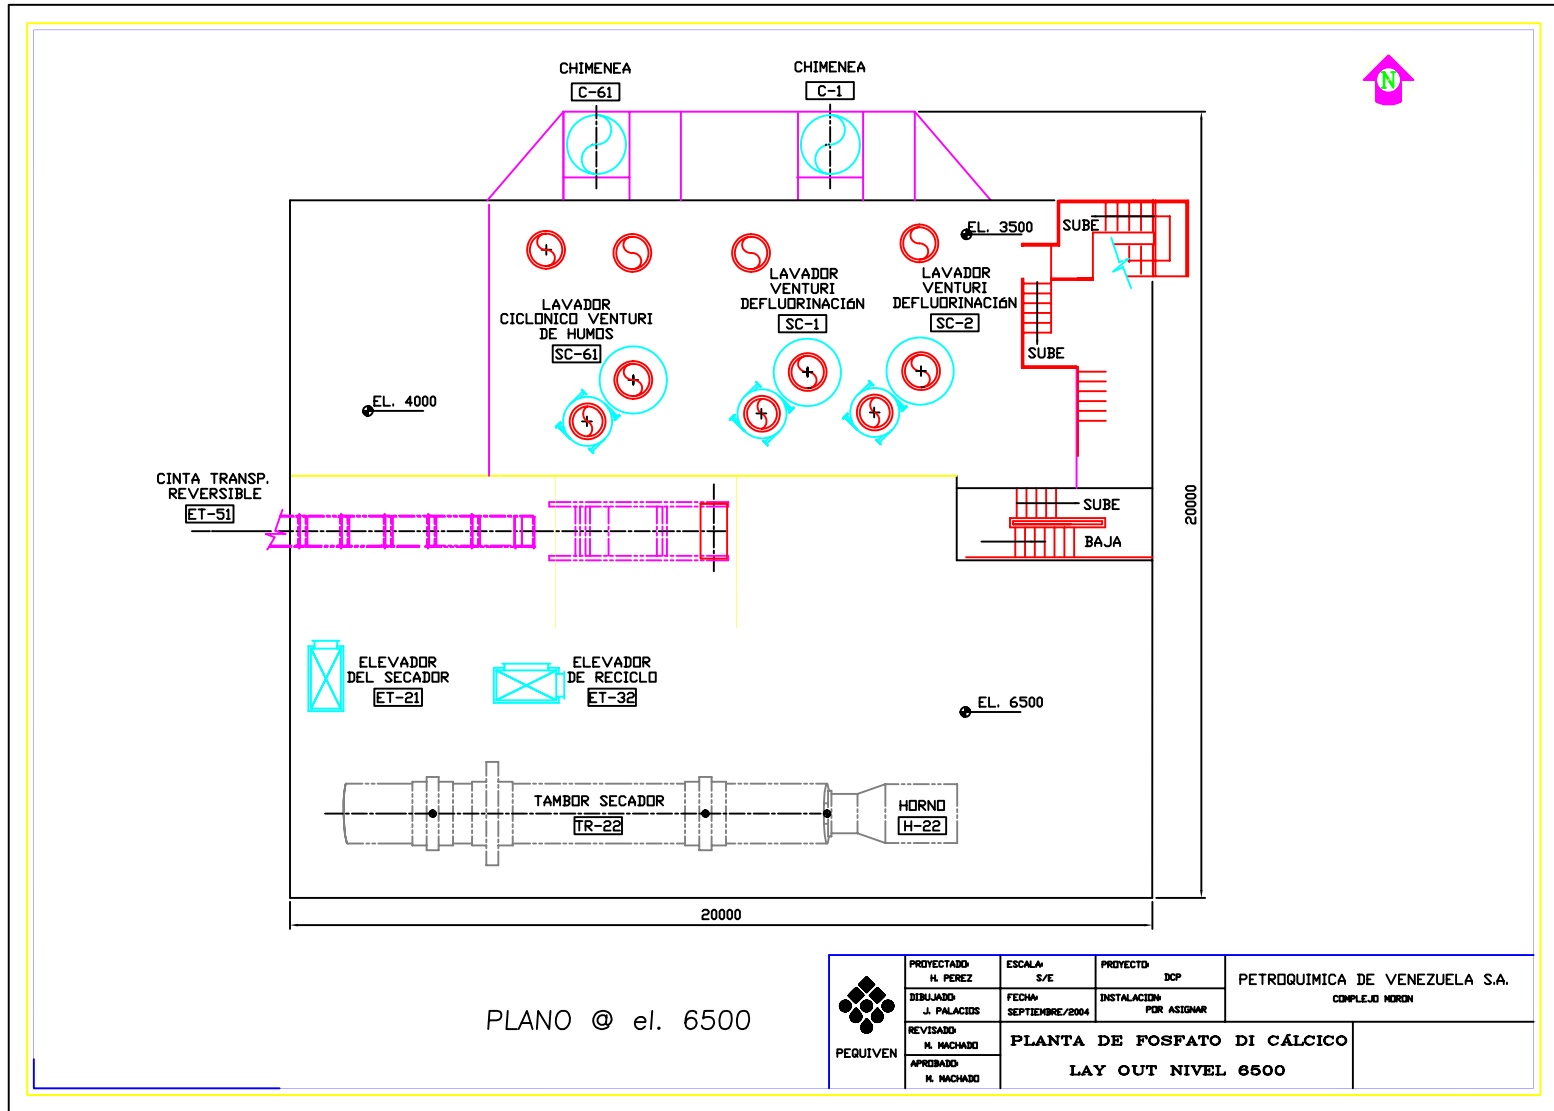 CHIMENEA
C-61
CHIMENEA
C-1
N
EL. 3500
SUBE
LAVADOR
CICLONICO VENTURI
DE HUMOS
SC-61
LAVADOR
VENTURI
DEFLUORINACIóN
SC-1
LAVADOR
VENTURI
DEFLUORINACIóN
SC-2
SUBE
EL. 4000
CINTA TRANSP.
REVERSIBLE
ET-51
SUBE
BAJA
20000
ELEVADOR
DEL SECADOR
ET-21
ELEVADOR
DE RECICLO
ET-32
EL. 6500
TAMBOR SECADOR
TR-22
HORNO
H-22
20000
PLANO @ el. 6500
PEQUIVEN
PROYECTADO:
H. PEREZ
ESCALA:
S/E
PROYECTO:
DCP
PETROQUIMICA DE VENEZUELA S.A.
COMPLEJO MORON
DIBUJADO:
J. PALACIOS
FECHA:
SEPTIEMBRE/2004
INSTALACION:
POR ASIGNAR
REVISADO:
M. MACHADO
APROBADO:
M. MACHADO
PLANTA DE FOSFATO DI CÁLCICO
LAY OUT NIVEL 6500